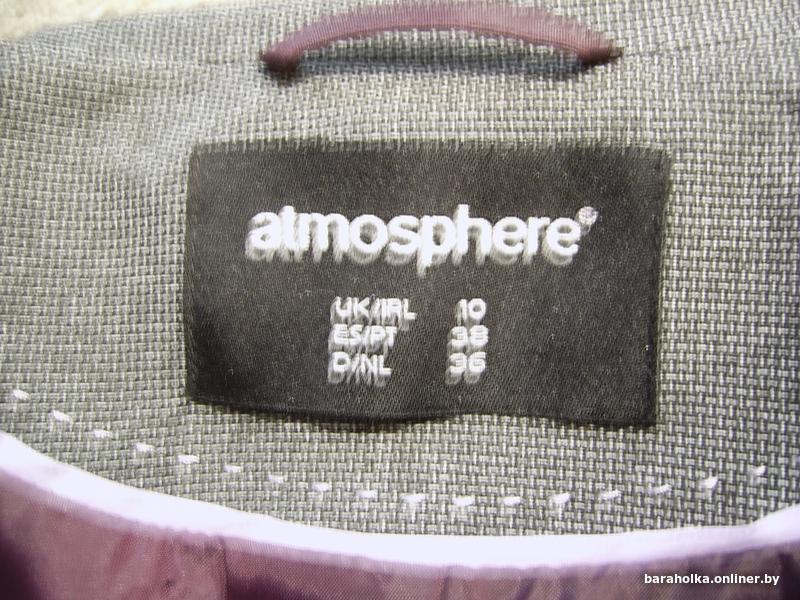 atmosphere®
UK/IRL 10
ES/PT 38
D/NL 36
baraholka.onliner.by